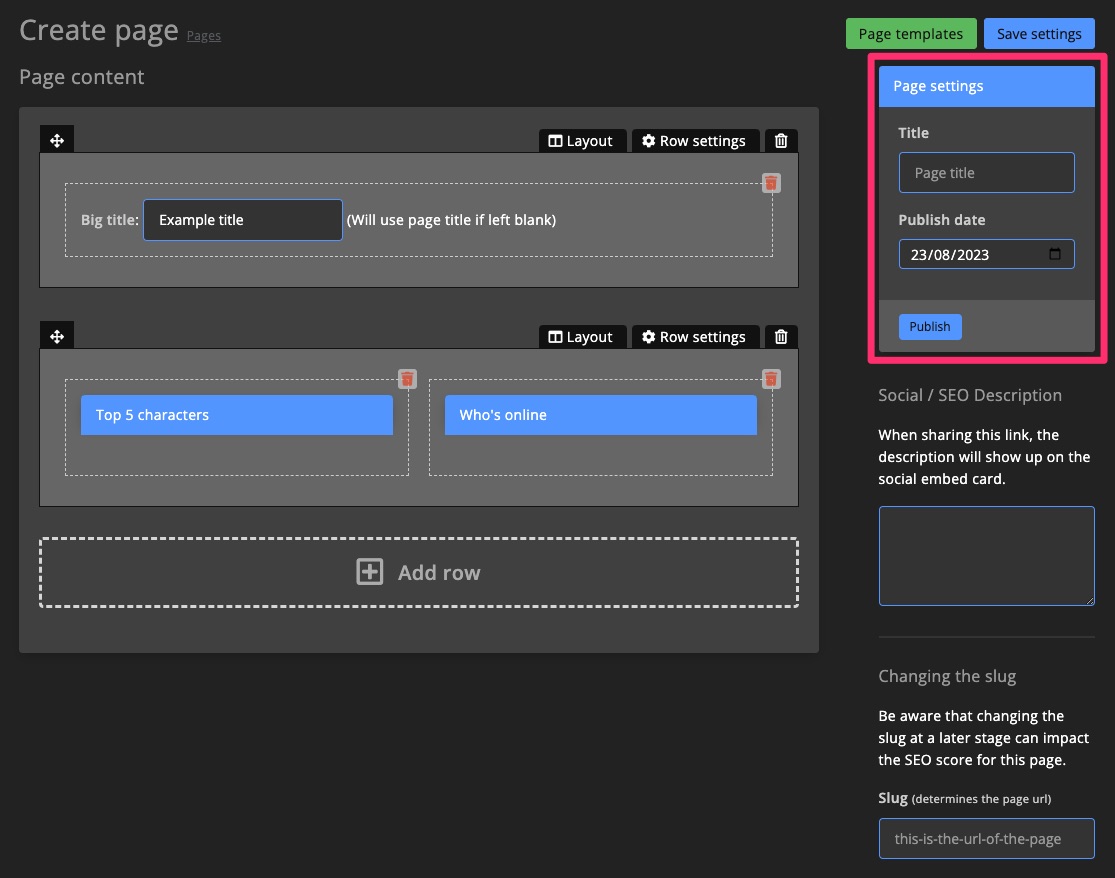 Create page Pages
Page templates
Save settings
Page content
Page settings
Title
Page title
Publish date
23/08/2023
Publish
Layout
Row settings
Big title: Example title (Will use page title if left blank)
Layout
Row settings
Top 5 characters
Who's online
Add row
Social / SEO Description
When sharing this link, the
description will show up on the
social embed card.
Changing the slug
Be aware that changing the
slug at a later stage can impact
the SEO score for this page.
Slug (determines the page url)
this-is-the-url-of-the-page